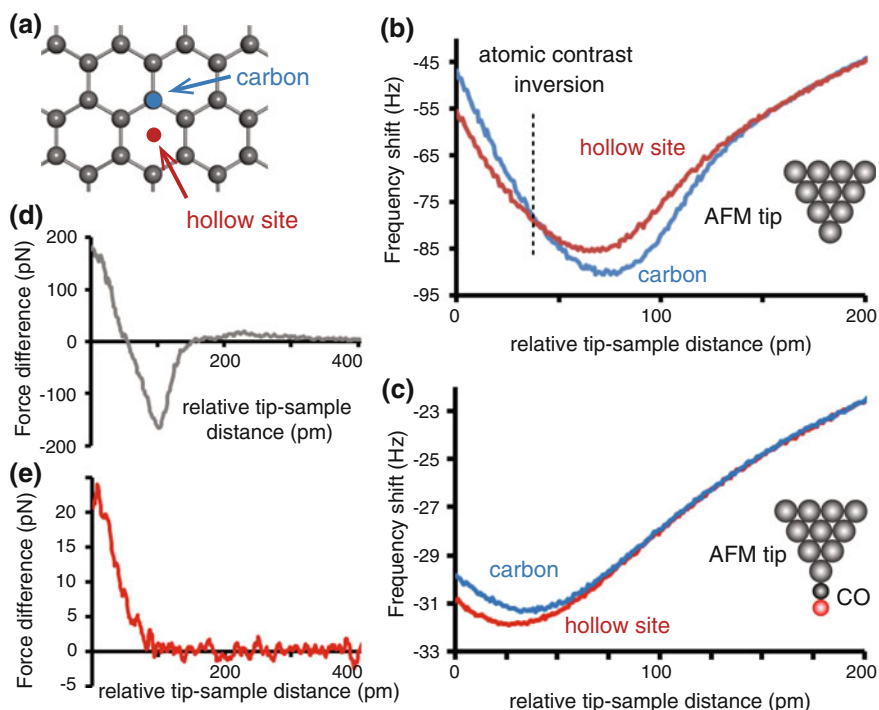 (a)
carbon
hollow site
(b)
Frequency shift (Hz)
-45
-55
-65
-75
-85
-95
atomic contrast
inversion
hollow site
carbon
AFM tip
0
100
200
relative tip-sample distance (pm)
(d)
Force difference (pN)
200
100
0
-100
-200
200
400
relative tip-sample
distance (pm)
(c)
Frequency shift (Hz)
-23
-25
-27
-29
-31
-33
carbon
hollow site
AFM tip
CO
0
100
200
relative tip-sample distance (pm)
(e)
Force difference (pN)
20
15
10
5
0
-5
200
400
relative tip-sample distance (pm)